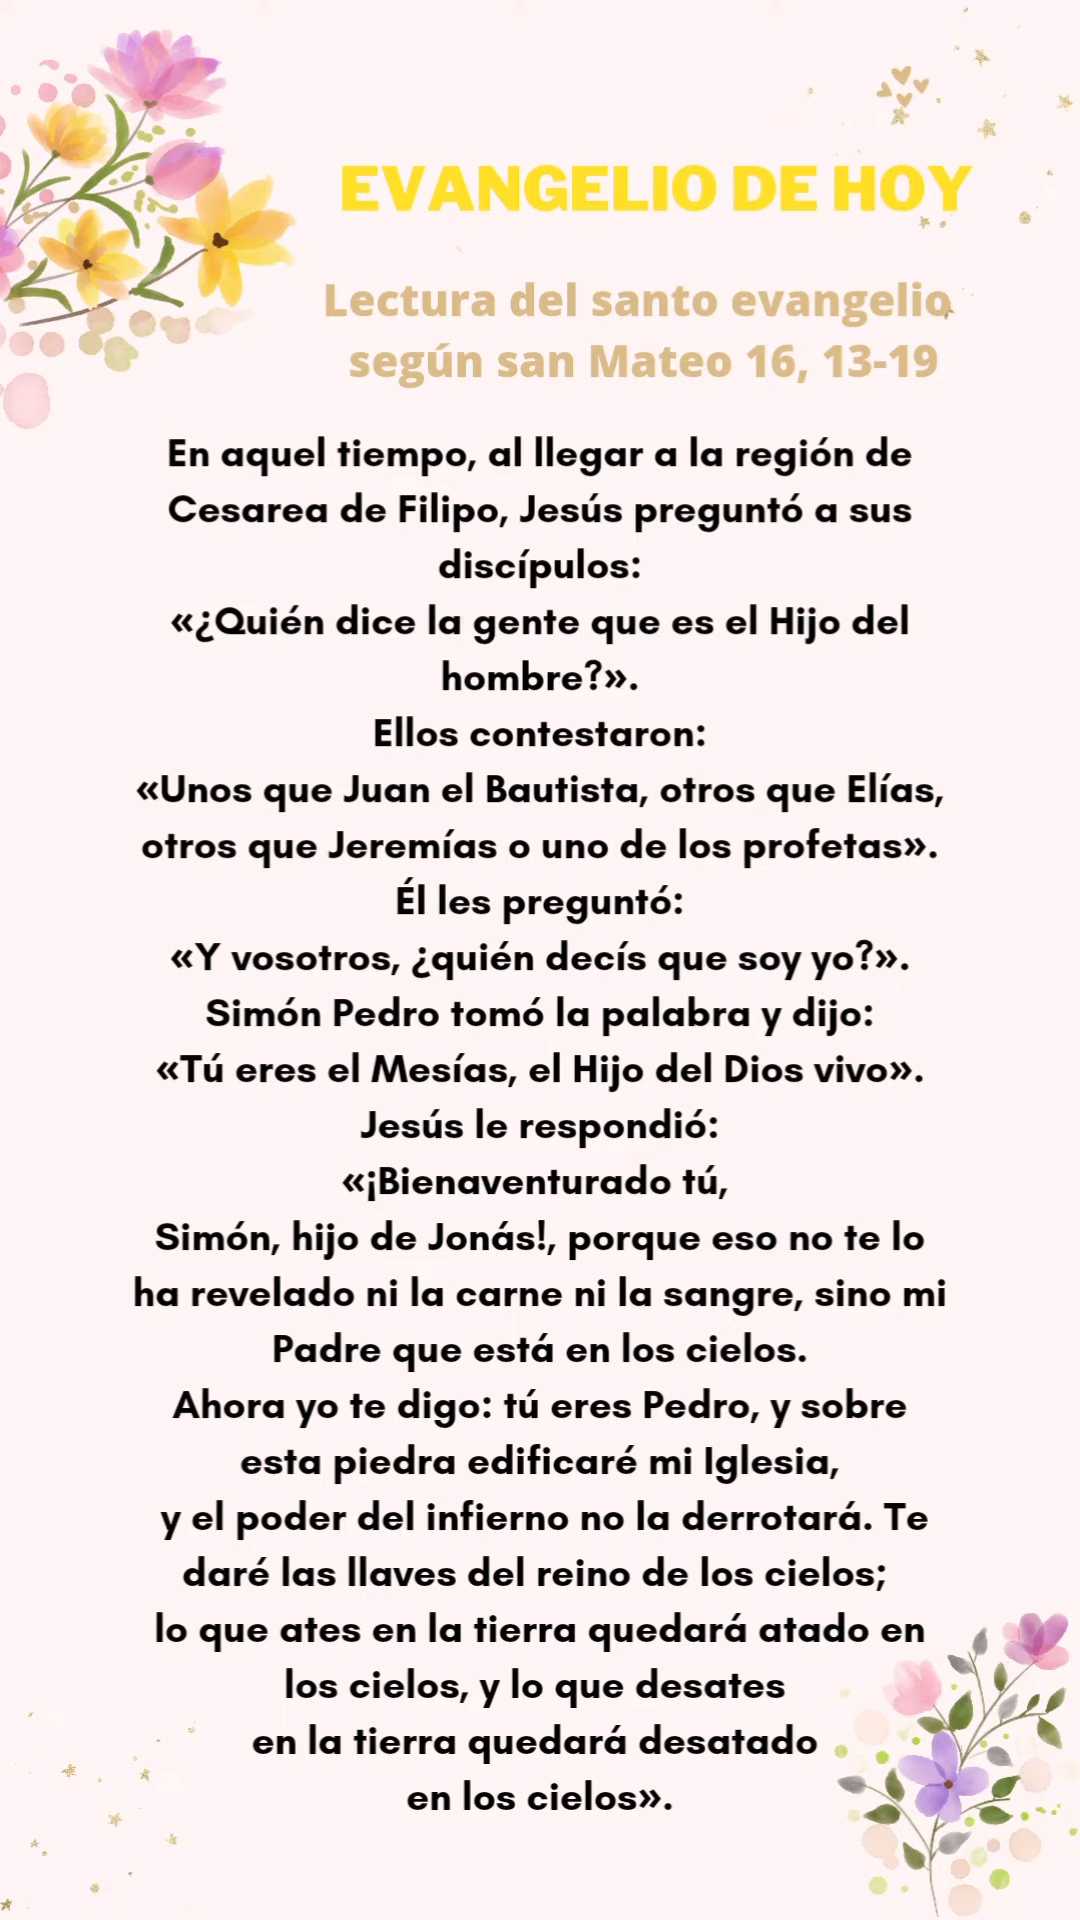 EVANGELIO DE HOY
Lectura del santo evangelio
según san Mateo 16, 13-19
En aquel tiempo, al llegar a la región de
Cesarea de Filipo, Jesús preguntó a sus
discípulos:
«¿Quién dice la gente que es el Hijo del
hombre?».
Ellos contestaron:
«Unos que Juan el Bautista, otros que Elías,
otros que Jeremías o uno de los profetas».
Él les preguntó:
«Y vosotros, ¿quién decís que soy yo?».
Simón Pedro tomó la palabra y dijo:
«Tú eres el Mesías, el Hijo del Dios vivo».
Jesús le respondió:
«¡Bienaventurado tú,
Simón, hijo de Jonás!, porque eso no te lo
ha revelado ni la carne ni la sangre, sino mi
Padre que está en los cielos.
Ahora yo te digo: tú eres Pedro, y sobre
esta piedra edificaré mi Iglesia,
y el poder del infierno no la derrotará. Te
daré las llaves del reino de los cielos;
lo que ates en la tierra quedará atado en
los cielos, y lo que desates
en la tierra quedará desatado
en los cielos».